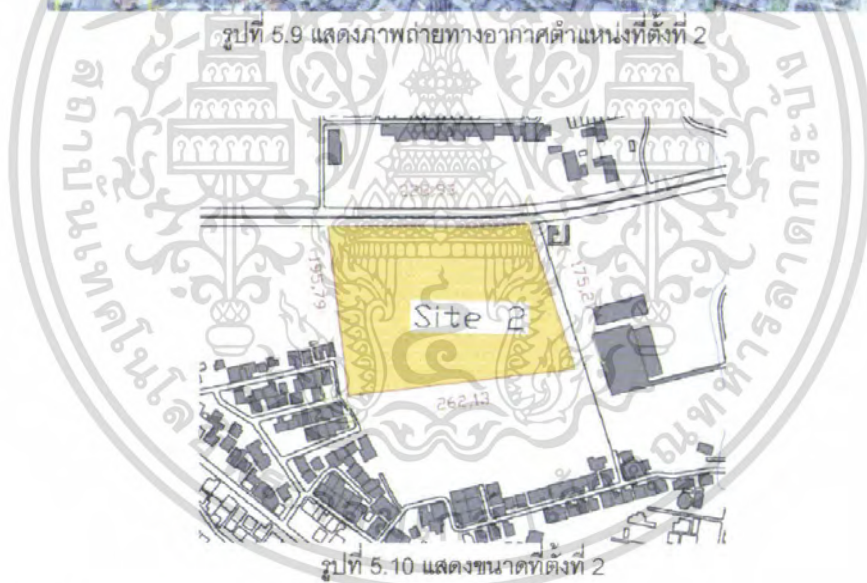 รูปที่ 5.9 แสดงภาพถ่ายทางอากาศตำแหน่งที่ตั้งที่ 2
195.79
Site 2
262.13
รูปที่ 5.10 แสดงขนาดที่ตั้งที่ 2